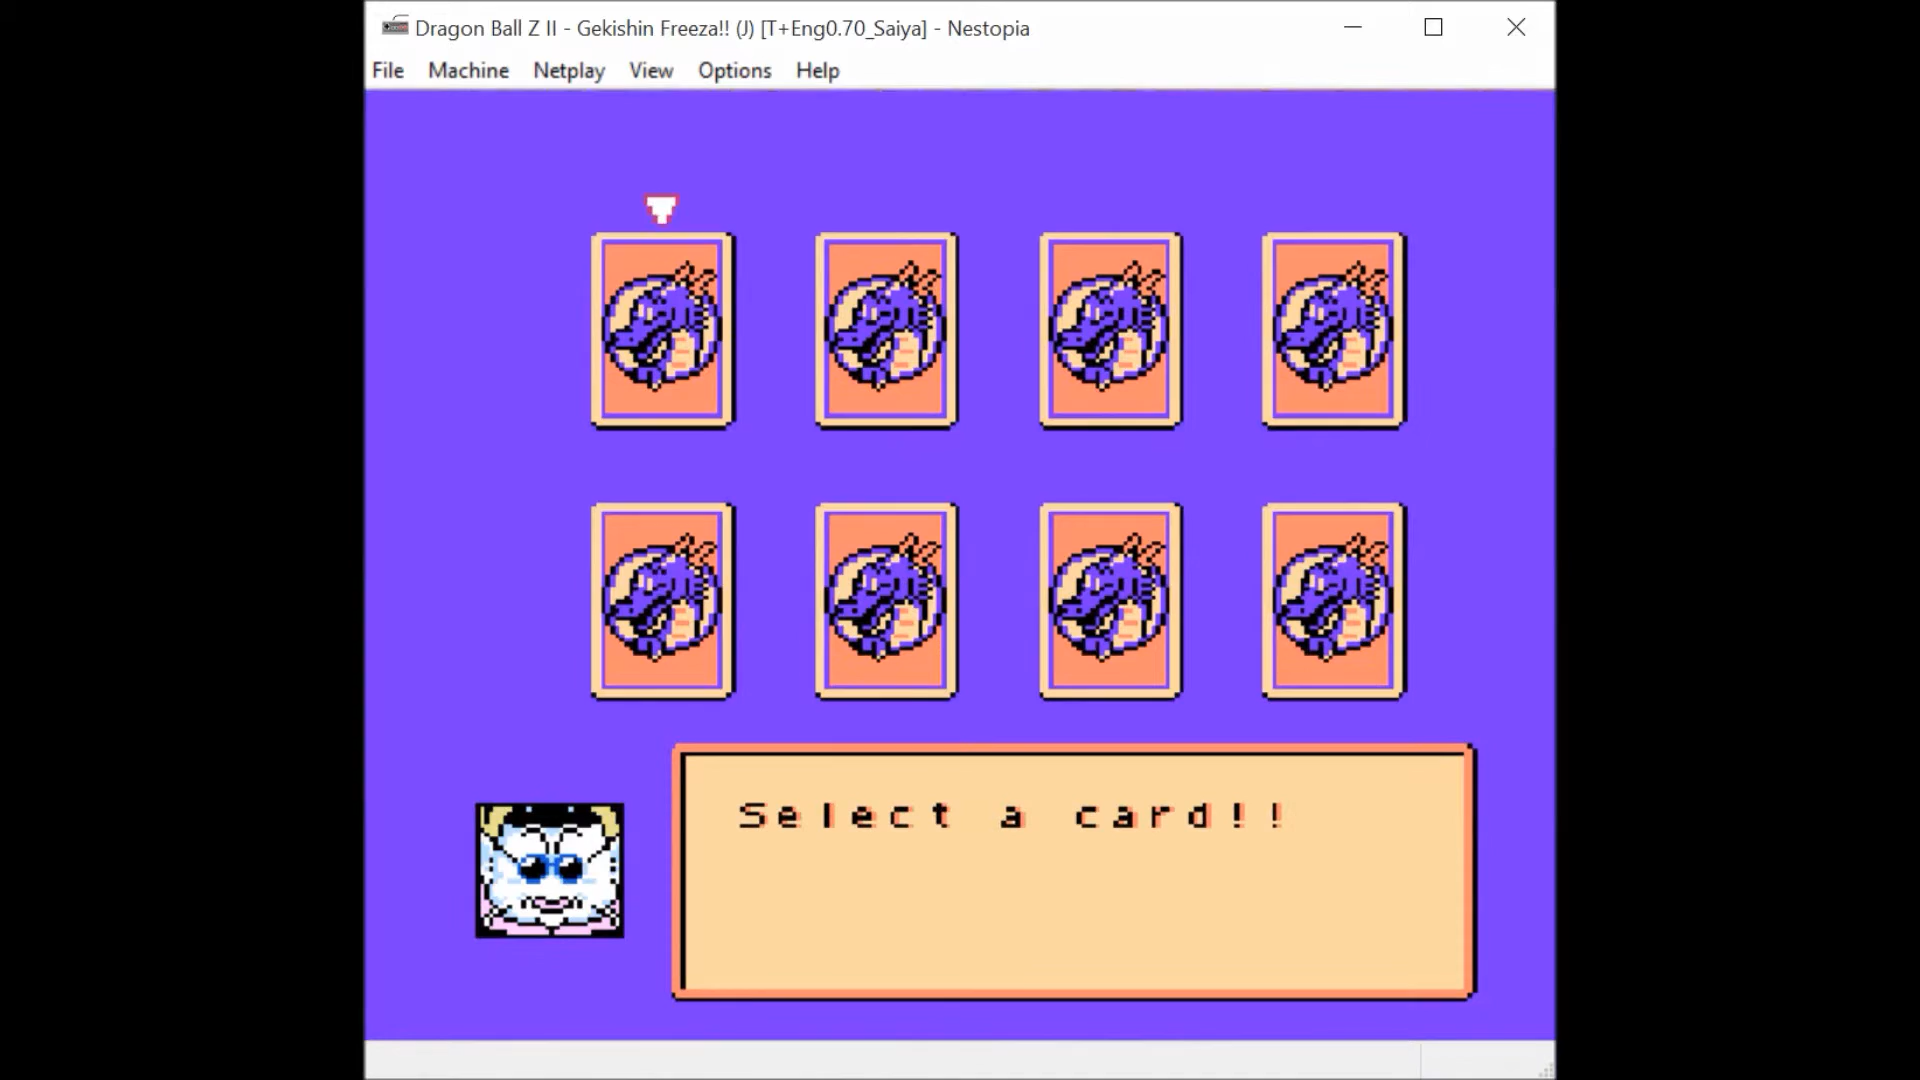 Dragon Ball Z II - Gekishin Freeza!! (J) [T+Eng0.70_Saiya] - Nestopia
File Machine Netplay View Options Help
Select a card!!